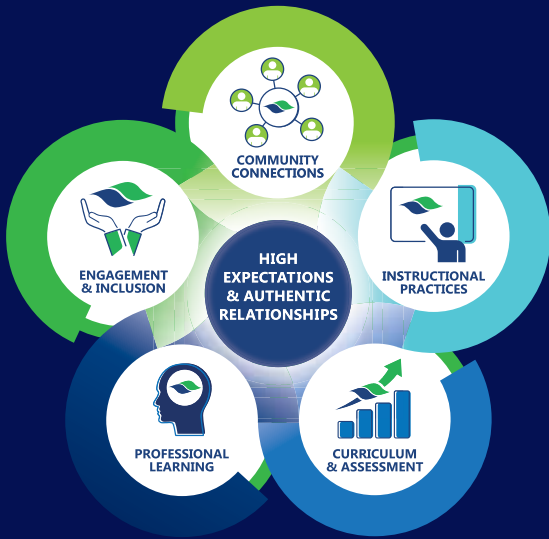 COMMUNITY
CONNECTIONS
HIGH
EXPECTATIONS
& AUTHENTIC
RELATIONSHIPS
ENGAGEMENT
& INCLUSION
INSTRUCTIONAL
PRACTICES
PROFESSIONAL
LEARNING
CURRICULUM
& ASSESSMENT